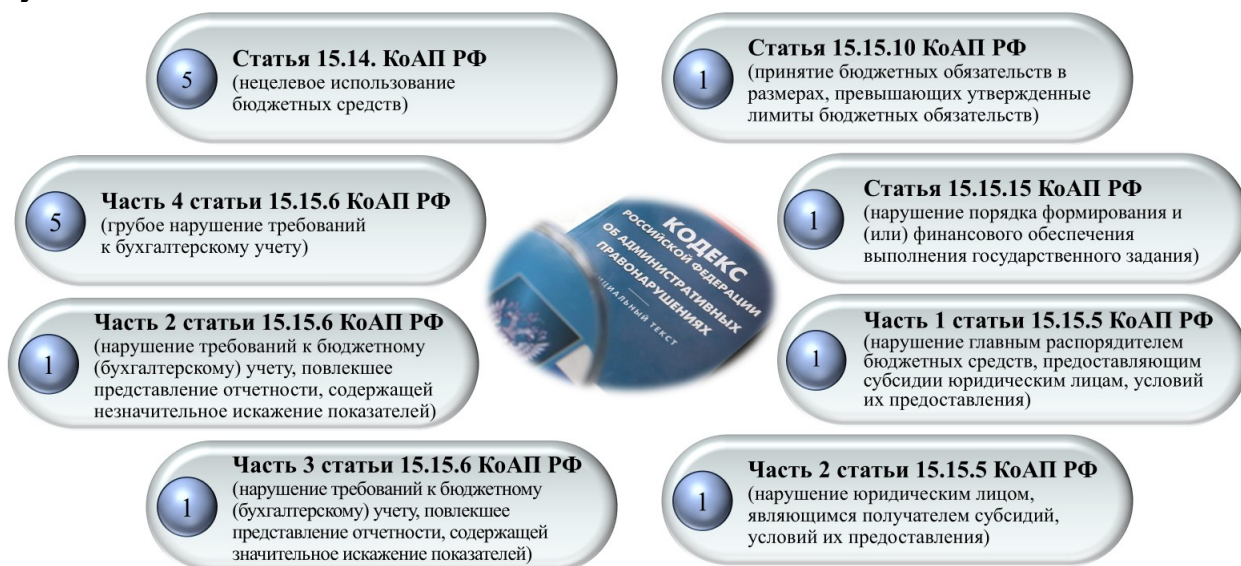 5
Статья 15.14. КоАП РФ
(нецелевое использование
бюджетных средств)
1
Статья 15.15.10 КоАП РФ
(принятие бюджетных обязательств в
размерах, превышающих утвержденные
лимиты бюджетных обязательств)
5
Часть 4 статьи 15.15.6 КоАП РФ
(грубое нарушение требований
к бухгалтерскому учету)
1
Статья 15.15.15 КоАП РФ
(нарушение порядка формирования и
(или) финансового обеспечения
выполнения государственного задания)
КОДЕКС
РОССИЙСКОЙ ФЕДЕРАЦИИ
ОБ АДМИНИСТРАТИВНЫХ
ПРАВОНАРУШЕНИЯХ
ТЕКСТ
1
Часть 2 статьи 15.15.6 КоАП РФ
(нарушение требований к бюджетному
(бухгалтерскому) учету, повлекшее
представление отчетности, содержащей
незначительное искажение показателей)
1
Часть 1 статьи 15.15.5 КоАП РФ
(нарушение главным распорядителем
бюджетных средств, предоставляющим
субсидии юридическим лицам, условий
их предоставления)
1
Часть 3 статьи 15.15.6 КоАП РФ
(нарушение требований к бюджетному
(бухгалтерскому) учету, повлекшее
представление отчетности, содержащей
значительное искажение показателей)
1
Часть 2 статьи 15.15.5 КоАП РФ
(нарушение юридическим лицом,
являющимся получателем субсидий,
условий их предоставления)